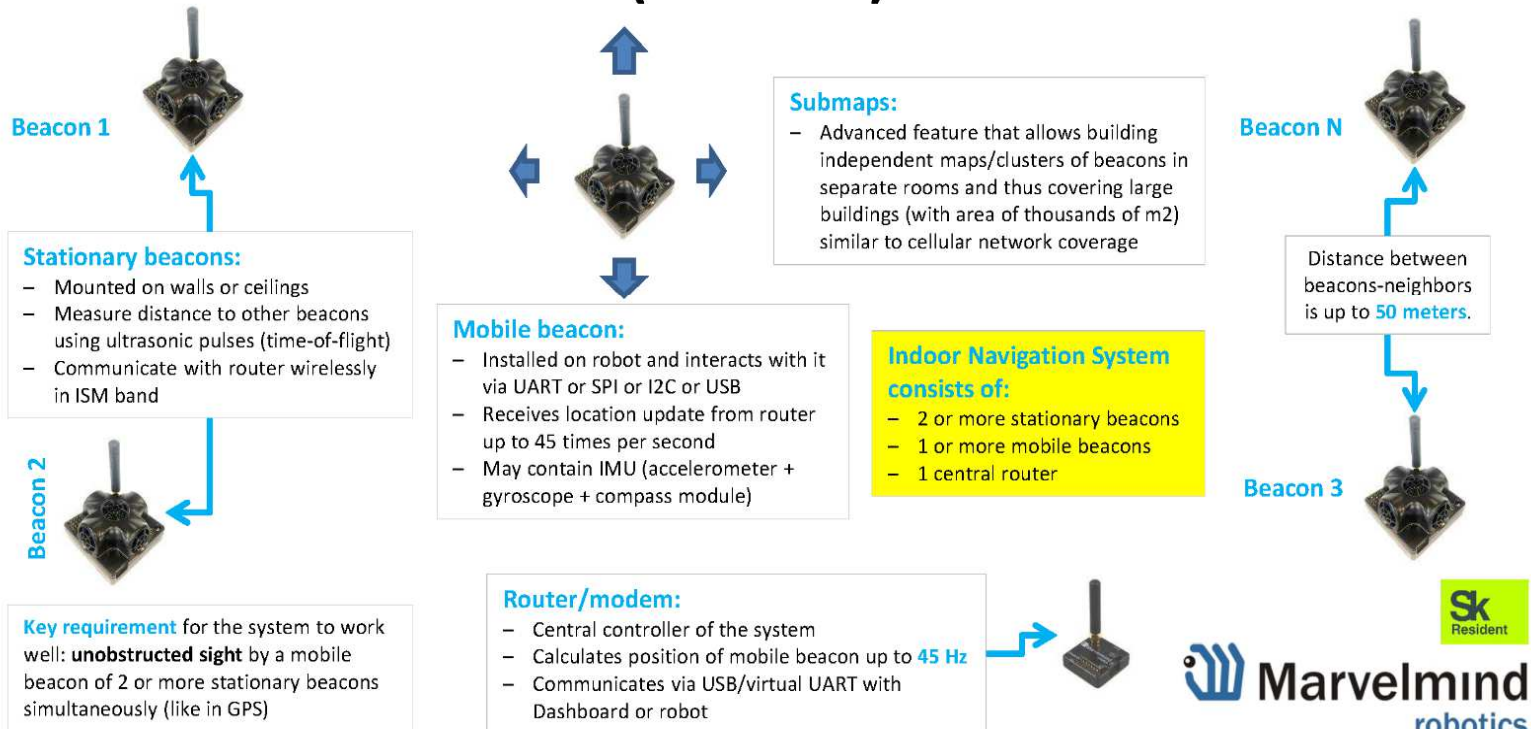 Beacon 1
Stationary beacons:
– Mounted on walls or ceilings
– Measure distance to other beacons
using ultrasonic pulses (time-of-flight)
– Communicate with router wirelessly
in ISM band
Beacon 2
Key requirement for the system to work
well: unobstructed sight by a mobile
beacon of 2 or more stationary beacons
simultaneously (like in GPS)
Mobile beacon:
– Installed on robot and interacts with it
via UART or SPI or I2C or USB
– Receives location update from router
up to 45 times per second
– May contain IMU (accelerometer +
gyroscope + compass module)
Submaps:
– Advanced feature that allows building
independent maps/clusters of beacons in
separate rooms and thus covering large
buildings (with area of thousands of m2)
similar to cellular network coverage
Indoor Navigation System
consists of:
– 2 or more stationary beacons
– 1 or more mobile beacons
– 1 central router
Router/modem:
– Central controller of the system
– Calculates position of mobile beacon up to 45 Hz
– Communicates via USB/virtual UART with
Dashboard or robot
Beacon N
Distance between
beacons-neighbors
is up to 50 meters.
Beacon 3
Sk
Resident
Marvelmind
robotics